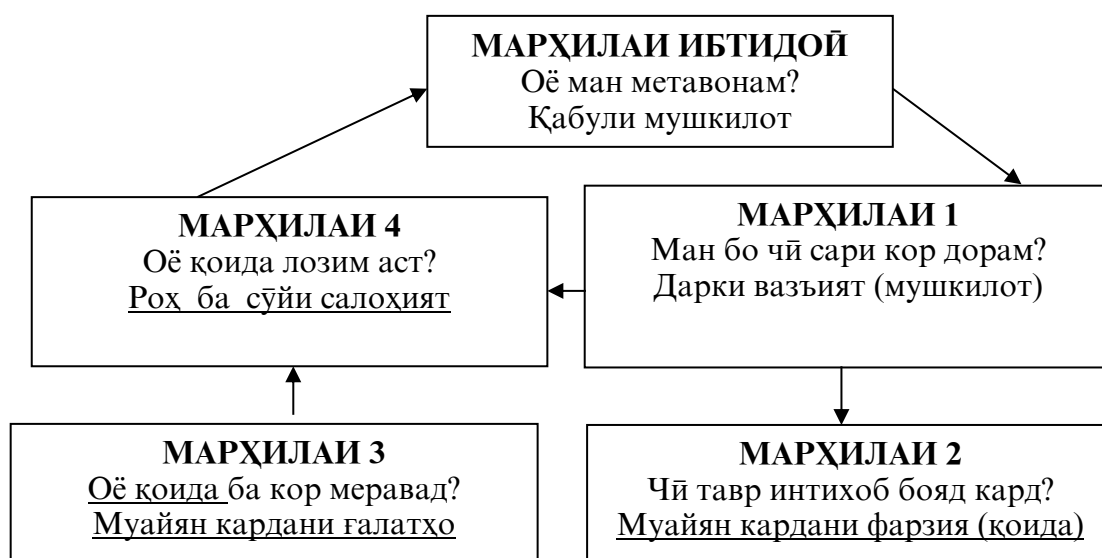 МАРҲИЛАИ ИБТИДОӢ
Оё ман метавонам?
Қабули мушкилот
МАРҲИЛАИ 4
Оё қоида лозим аст?
Роҳ ба сӯйи салоҳият
МАРҲИЛАИ 1
Ман бо чӣ сари кор дорам?
Дарки вазъият (мушкилот)
МАРҲИЛАИ 3
Оё қоида ба кор меравад?
Муайян кардани ғалатҳо
МАРҲИЛАИ 2
Чӣ тавр интихоб бояд кард?
Муайян кардани фарзия (қоида)